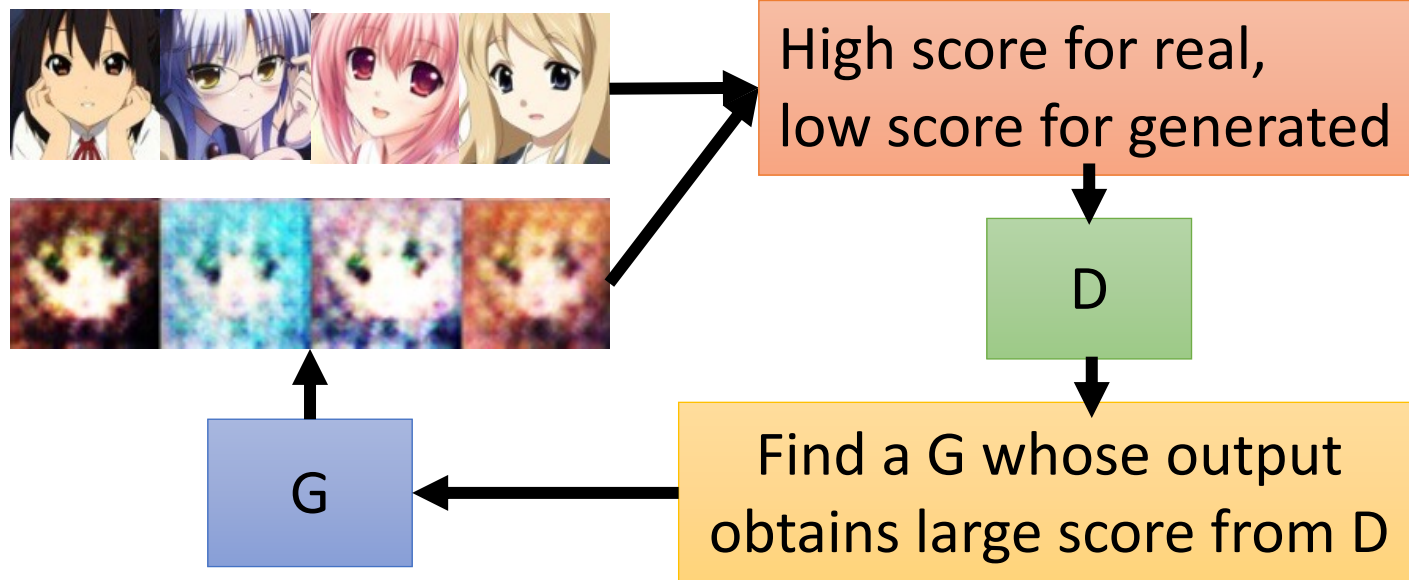 High score for real,
low score for generated
D
Find a G whose output
obtains large score from D
G